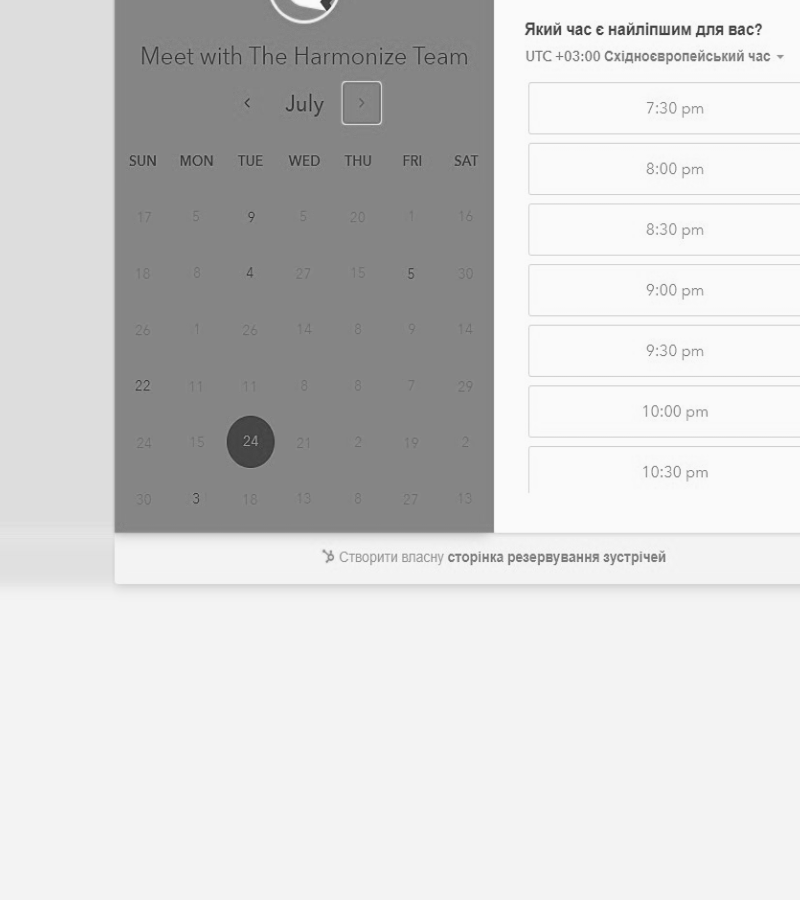 Meet with The Harmonize Team
July
SUN MON TUE WED THU FRI SAT
17 5 9 5 20 1 16
18 8 4 27 15 5 30
26 1 26 14 8 9 14
22 11 11 8 8 7 29
24 15 24 21 2 19 2
30 3 18 13 8 27 13
Який час є найліпшим для вас?
UTC +03:00 Східноєвропейський час
7:30 pm
8:00 pm
8:30 pm
9:00 pm
9:30 pm
10:00 pm
10:30 pm
Створити власну сторінка резервування зустрічей